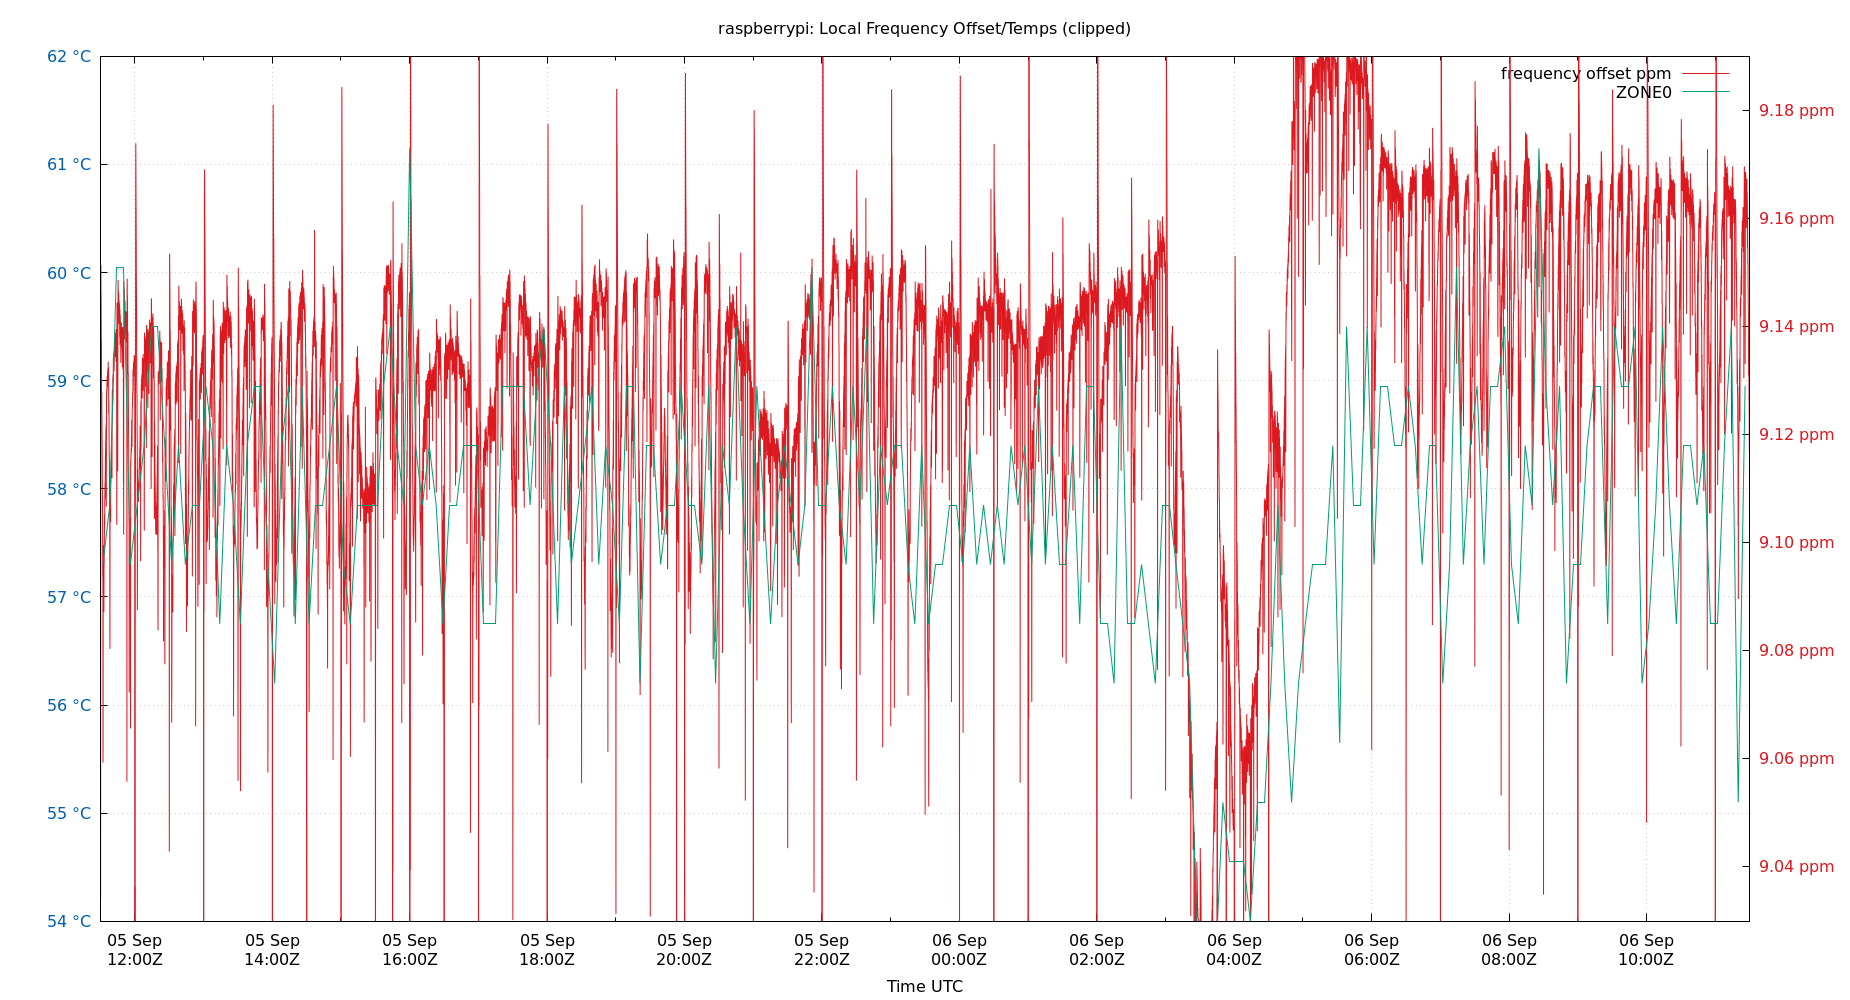 raspberrypi: Local Frequency Offset/Temps (clipped)
frequency offset ppm
ZONE0
62 °C
61 °C
60 °C
59 °C
58 °C
57 °C
56 °C
55 °C
54 °C
9.18 ppm
9.16 ppm
9.14 ppm
9.12 ppm
9.10 ppm
9.08 ppm
9.06 ppm
9.04 ppm
05 Sep 05 Sep 05 Sep 05 Sep 05 Sep 05 Sep 06 Sep 06 Sep 06 Sep 06 Sep 06 Sep 06 Sep
12:00Z 14:00Z 16:00Z 18:00Z 20:00Z 22:00Z 00:00Z 02:00Z 04:00Z 06:00Z 08:00Z 10:00Z
Time UTC